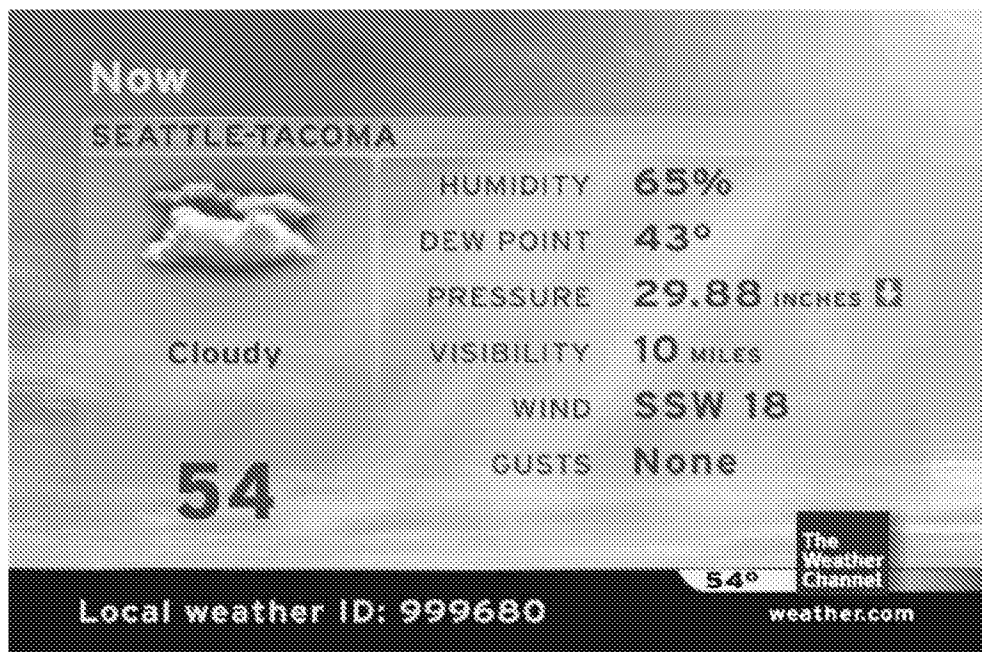 Now
SEATTLE-TACOMA
HUMIDITY 65%
DEW POINT 43°
PRESSURE 29.88 INCHES
Cloudy
VISIBILITY 10 MILES
WIND SSW 18
GUSTS None
54
54°
The
Weather
Channel
Local weather ID: 999680
weather.com